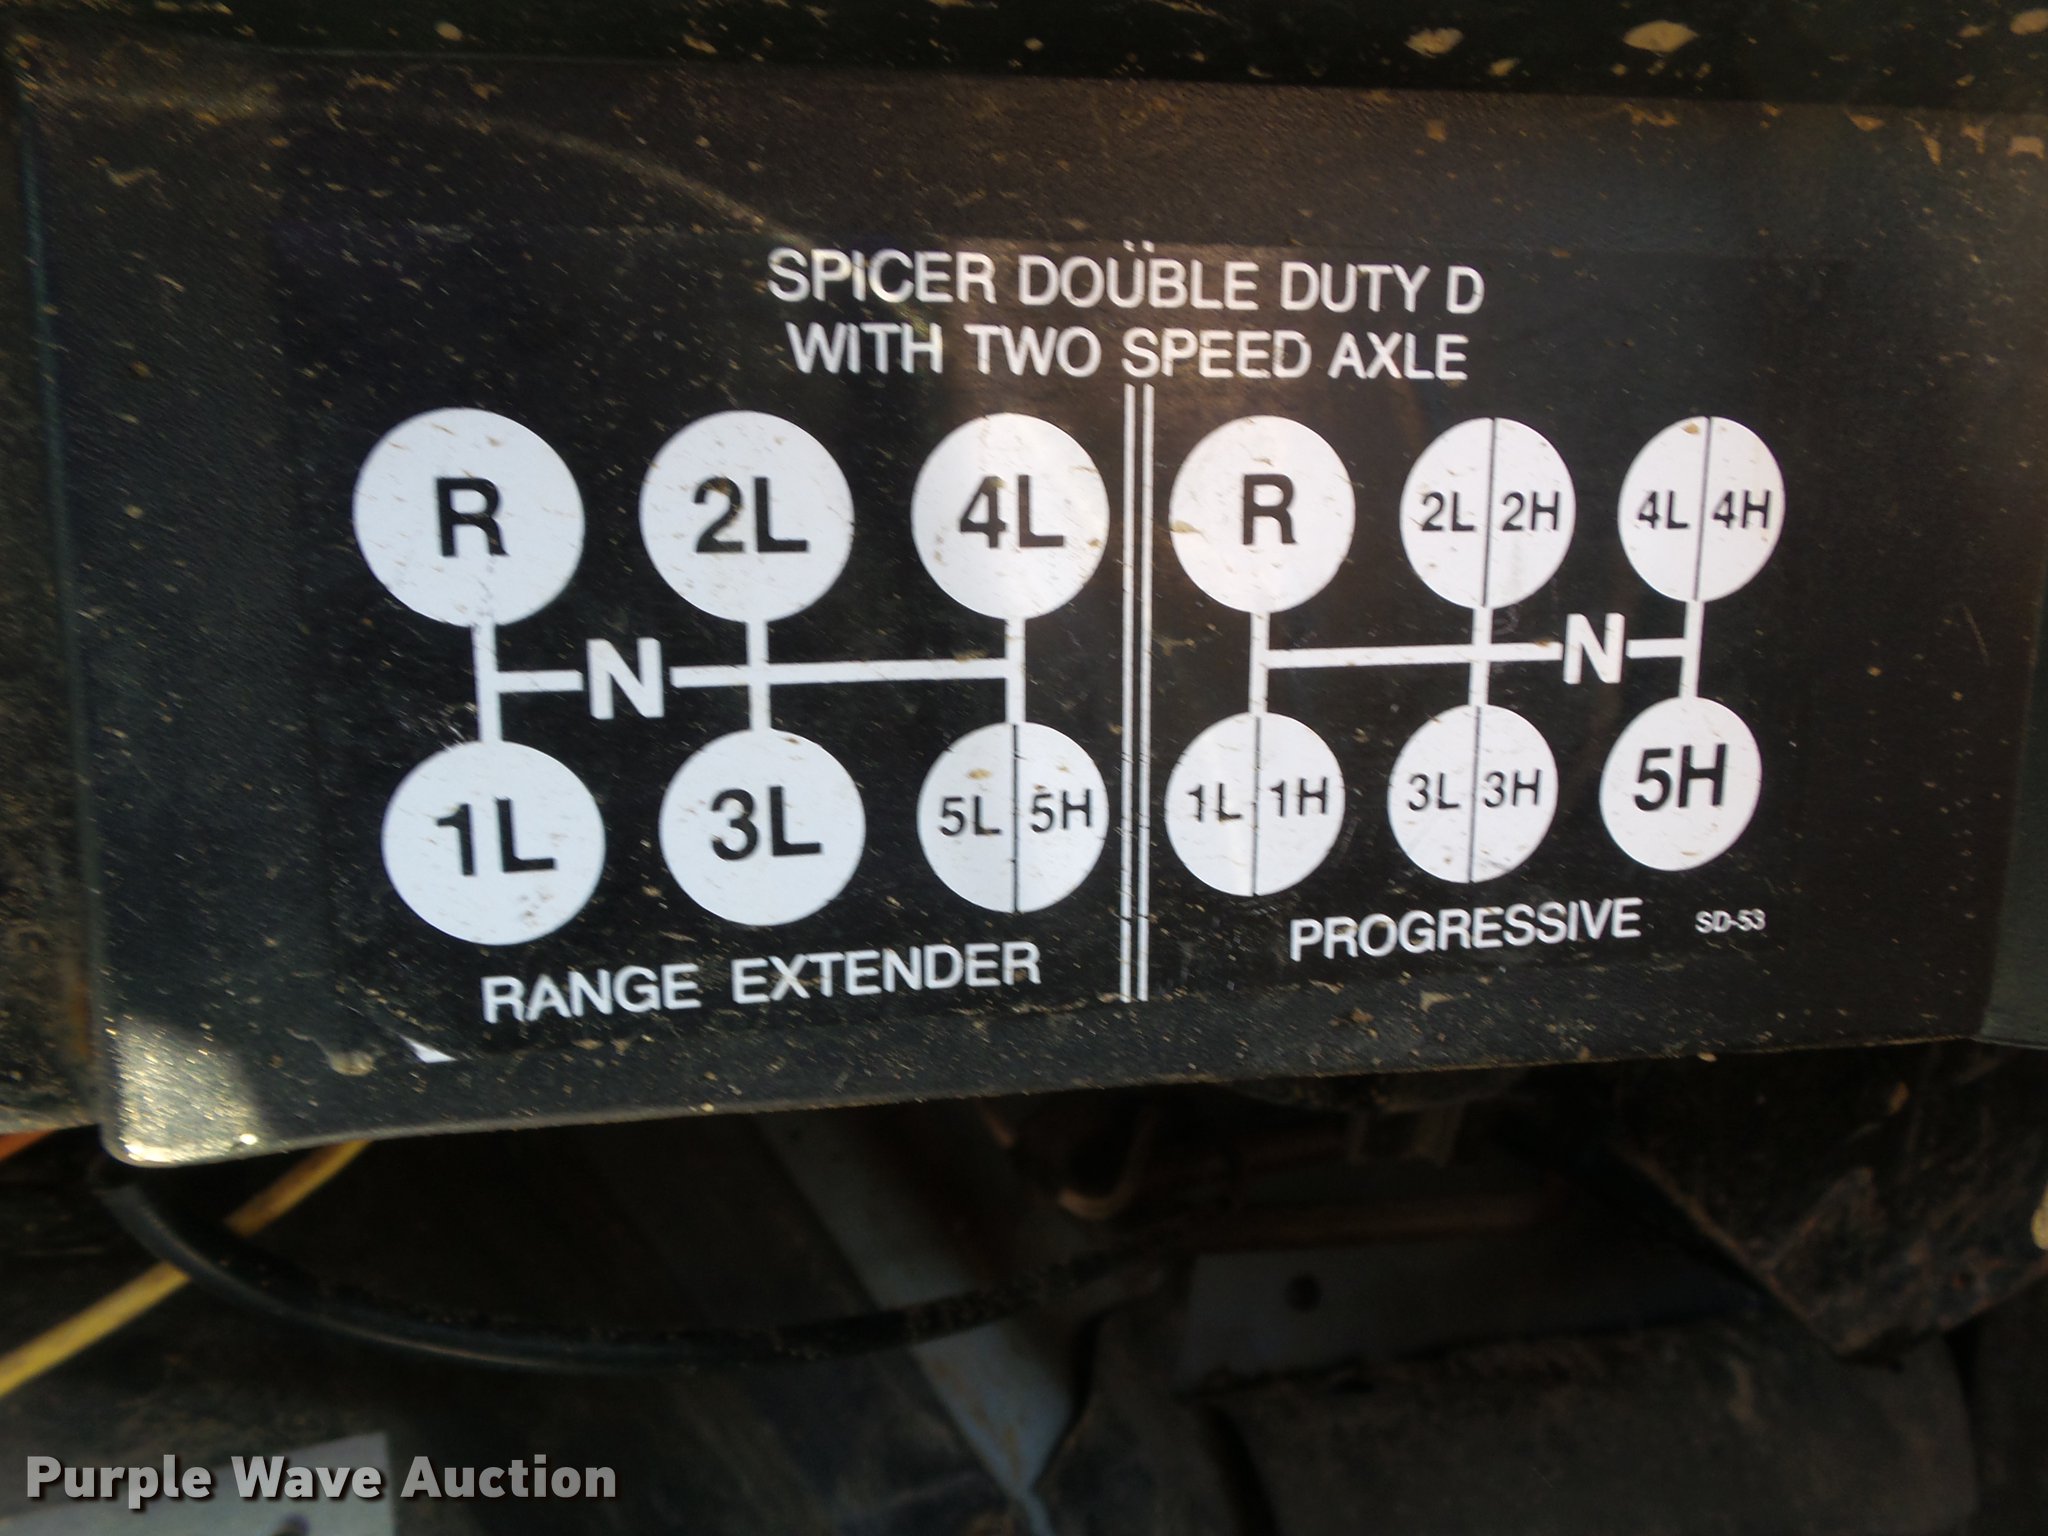 SPICER DOUBLE DUTY D
WITH TWO SPEED AXLE
R 2L 4L
N
1L 3L 5L 5H
RANGE EXTENDER
R 2L 2H 4L 4H
N
1L 1H 3L 3H 5H
PROGRESSIVE SD-53
Purple Wave Auction